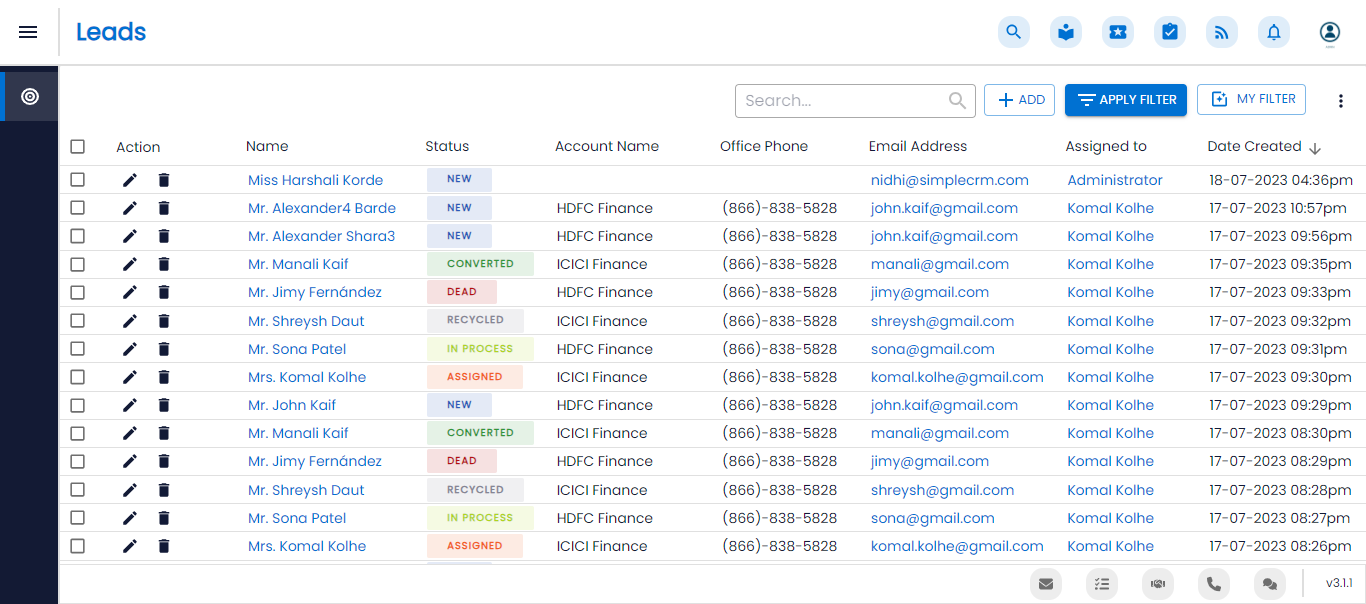 Leads
Search...
ADD
APPLY FILTER
MY FILTER
Action Name Status Account Name Office Phone Email Address Assigned to Date Created
Miss Harshali Korde NEW nidhi@simplecrm.com Administrator 18-07-2023 04:36pm
Mr. Alexander4 Barde NEW HDFC Finance (866)-838-5828 john.kaif@gmail.com Komal Kolhe 17-07-2023 10:57pm
Mr. Alexander Shara3 NEW HDFC Finance (866)-838-5828 john.kaif@gmail.com Komal Kolhe 17-07-2023 09:56pm
Mr. Manali Kaif CONVERTED ICICI Finance (866)-838-5828 manali@gmail.com Komal Kolhe 17-07-2023 09:35pm
Mr. Jimy Fernández DEAD HDFC Finance (866)-838-5828 jimy@gmail.com Komal Kolhe 17-07-2023 09:33pm
Mr. Shreysh Daut RECYCLED ICICI Finance (866)-838-5828 shreysh@gmail.com Komal Kolhe 17-07-2023 09:32pm
Mr. Sona Patel IN PROCESS HDFC Finance (866)-838-5828 sona@gmail.com Komal Kolhe 17-07-2023 09:31pm
Mrs. Komal Kolhe ASSIGNED ICICI Finance (866)-838-5828 komal.kolhe@gmail.com Komal Kolhe 17-07-2023 09:30pm
Mr. John Kaif NEW HDFC Finance (866)-838-5828 john.kaif@gmail.com Komal Kolhe 17-07-2023 09:29pm
Mr. Manali Kaif CONVERTED ICICI Finance (866)-838-5828 manali@gmail.com Komal Kolhe 17-07-2023 08:30pm
Mr. Jimy Fernández DEAD HDFC Finance (866)-838-5828 jimy@gmail.com Komal Kolhe 17-07-2023 08:29pm
Mr. Shreysh Daut RECYCLED ICICI Finance (866)-838-5828 shreysh@gmail.com Komal Kolhe 17-07-2023 08:28pm
Mr. Sona Patel IN PROCESS HDFC Finance (866)-838-5828 sona@gmail.com Komal Kolhe 17-07-2023 08:27pm
Mrs. Komal Kolhe ASSIGNED ICICI Finance (866)-838-5828 komal.kolhe@gmail.com Komal Kolhe 17-07-2023 08:26pm
v3.1.1